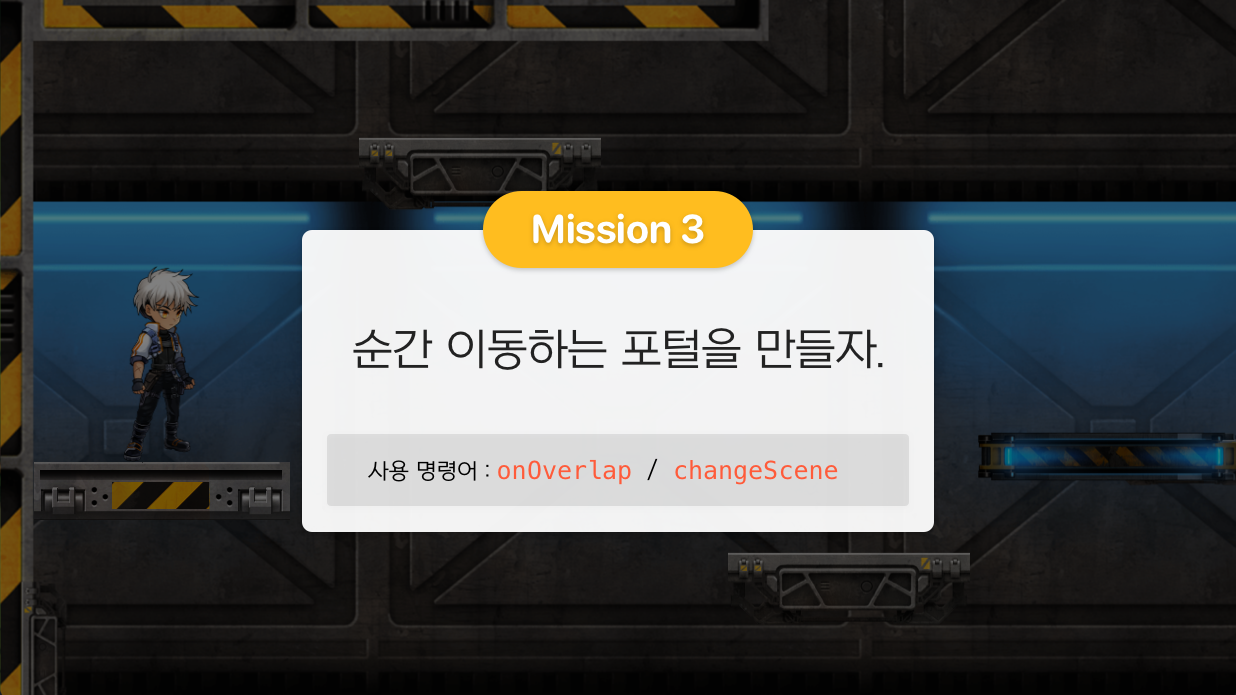 Mission 3
순간 이동하는 포털을 만들자.
사용 명령어 : onOverlap / changeScene